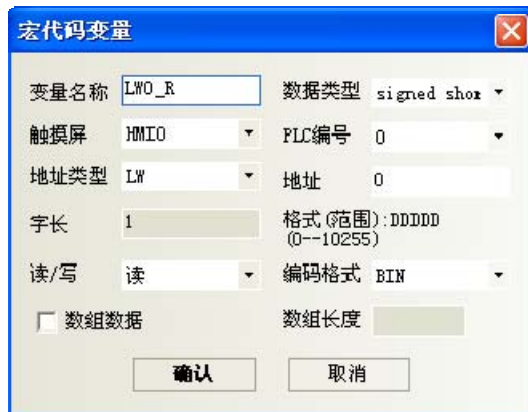 宏代码变量
变量名称 LW0_R 数据类型 signed shor
触摸屏 HMI0 PLC编号 0
地址类型 LW 地址 0
字长 1 格式(范围):DDDDD
(0--10255)
读/写 读 编码格式 BIN
数组数据 数组长度
确认 取消